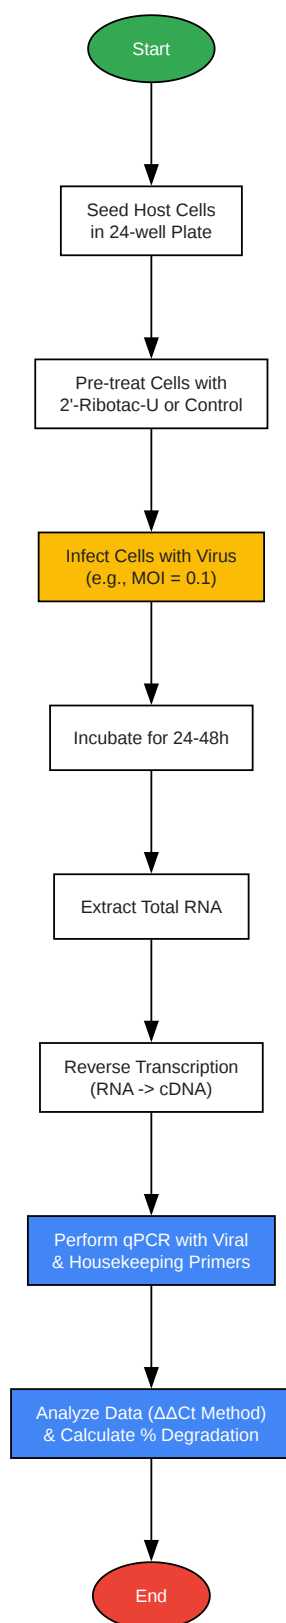 Start
Seed Host Cells
in 24-well Plate
Pre-treat Cells with
2'-Ribotac-U or Control
Infect Cells with Virus
(e.g., MOI = 0.1)
Incubate for 24-48h
Extract Total RNA
Reverse Transcription
(RNA -> cDNA)
Perform qPCR with Viral
& Housekeeping Primers
Analyze Data (ΔΔCt Method)
& Calculate % Degradation
End